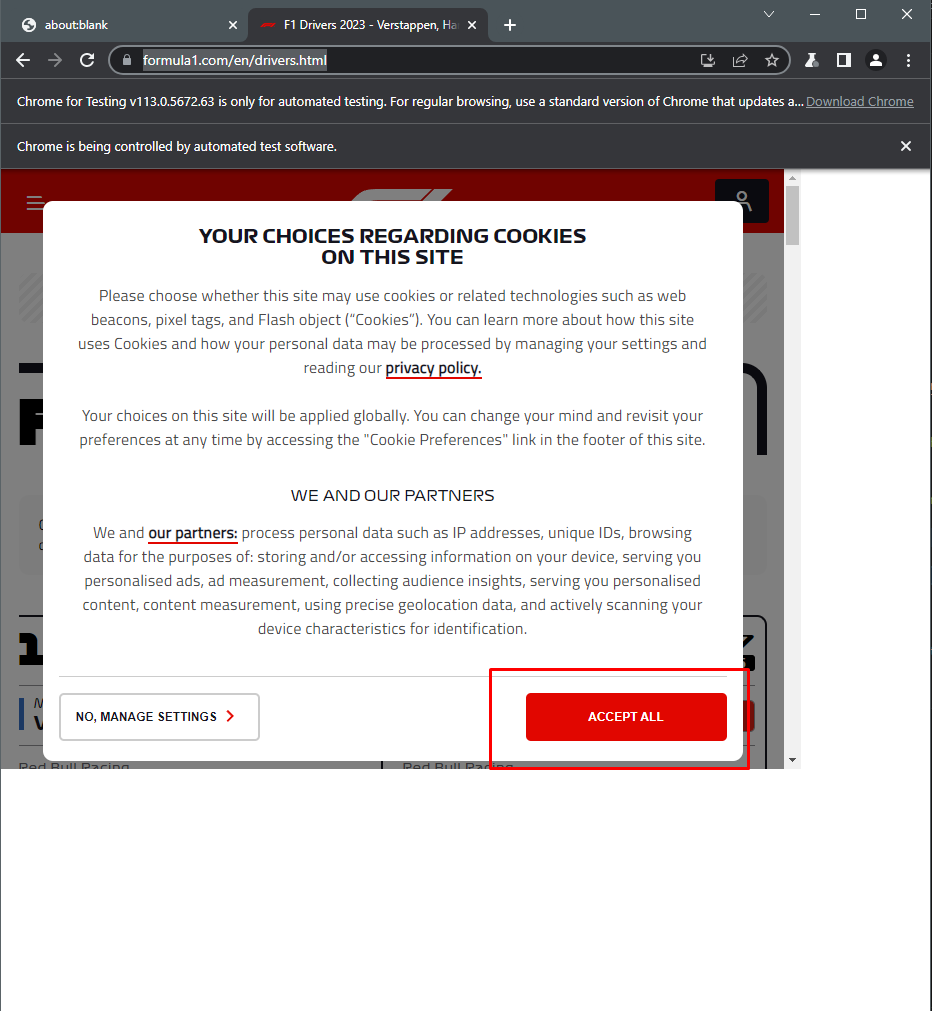 about:blank
F1 Drivers 2023 - Verstappen, Ha
formula1.com/en/drivers.html
Chrome for Testing v113.0.5672.63 is only for automated testing. For regular browsing, use a standard version of Chrome that updates a... Download Chrome
Chrome is being controlled by automated test software.
YOUR CHOICES REGARDING COOKIES
ON THIS SITE
Please choose whether this site may use cookies or related technologies such as web
beacons, pixel tags, and Flash object (“Cookies”). You can learn more about how this site
uses Cookies and how your personal data may be processed by managing your settings and
reading our privacy policy.
Your choices on this site will be applied globally. You can change your mind and revisit your
preferences at any time by accessing the "Cookie Preferences" link in the footer of this site.
WE AND OUR PARTNERS
We and our partners: process personal data such as IP addresses, unique IDs, browsing
data for the purposes of: storing and/or accessing information on your device, serving you
personalised ads, ad measurement, collecting audience insights, serving you personalised
content, content measurement, using precise geolocation data, and actively scanning your
device characteristics for identification.
1
NO, MANAGE SETTINGS
ACCEPT ALL
Red Bull Racing
Red Bull Racing